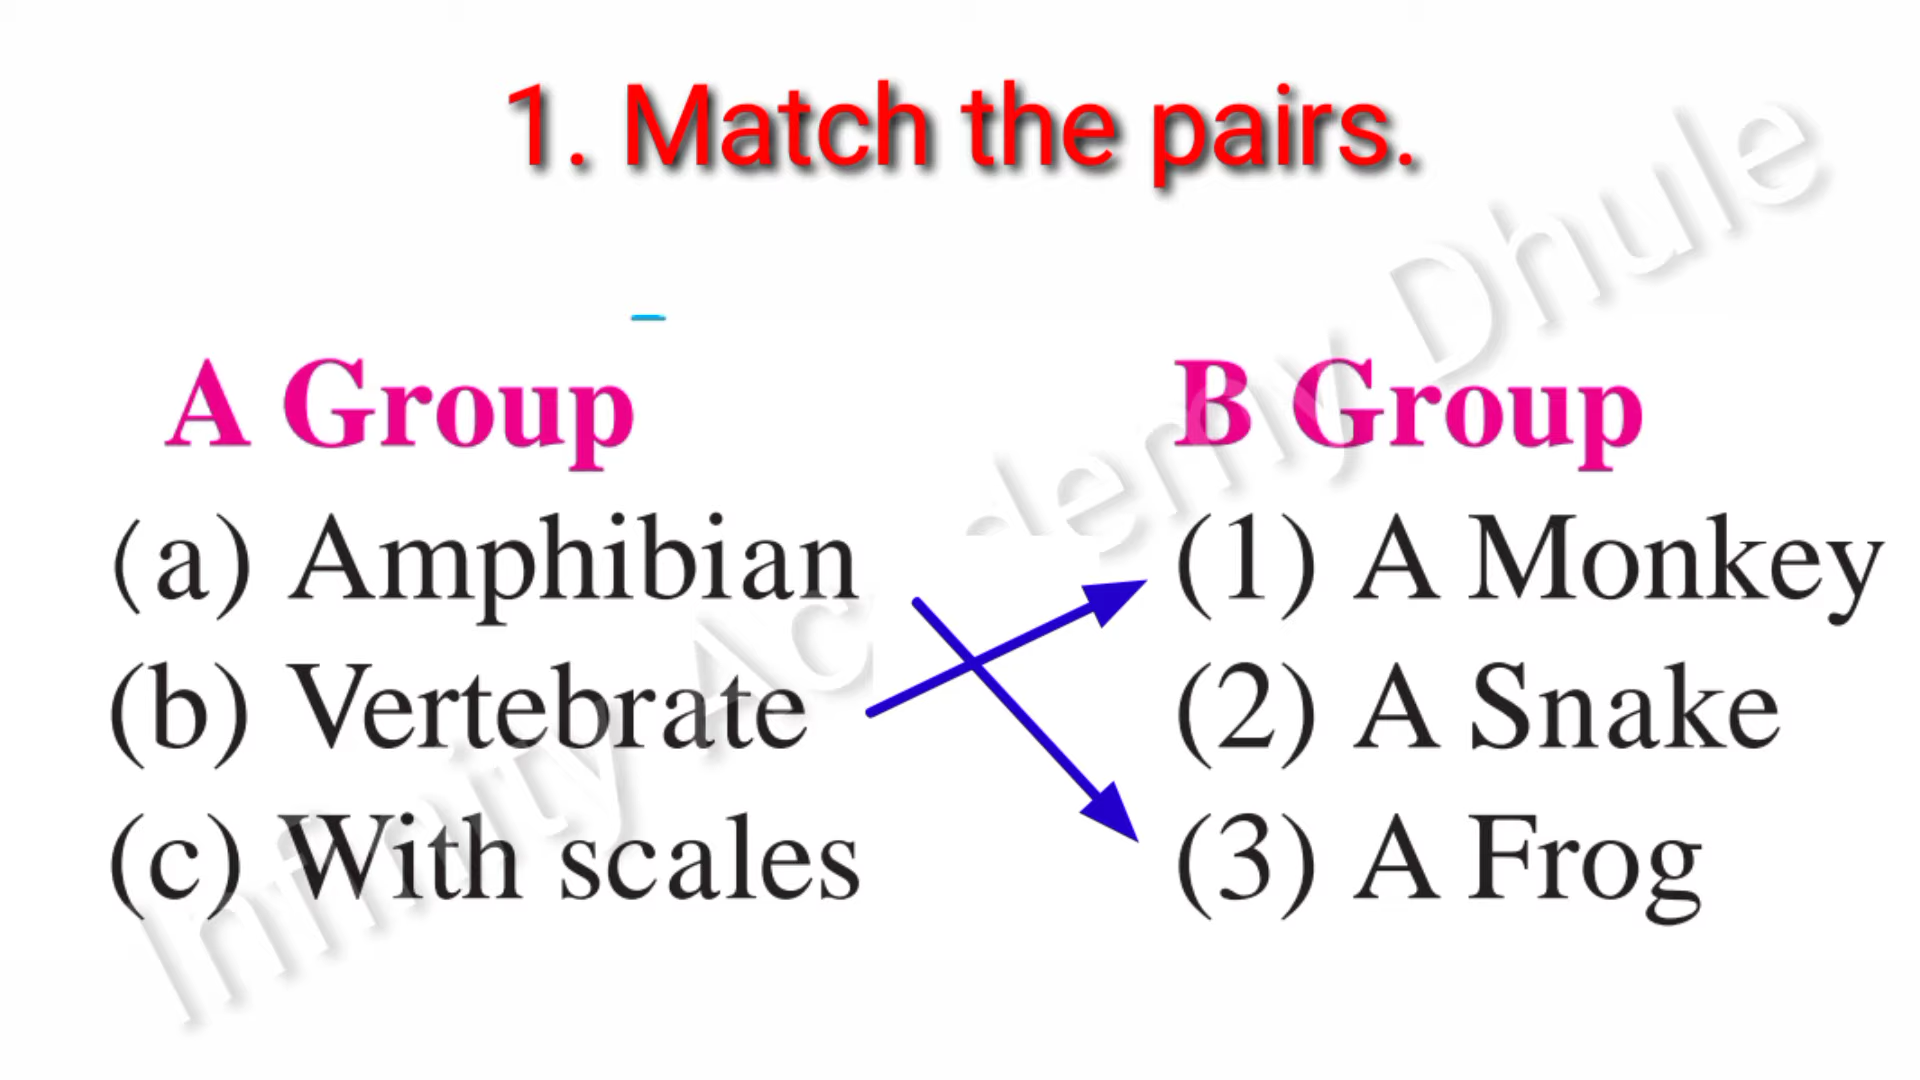 1. Match the pairs.
A Group B Group
(a) Amphibian (1) A Monkey
(b) Vertebrate (2) A Snake
(c) With scales (3) A Frog
Infinity Academy Dhule